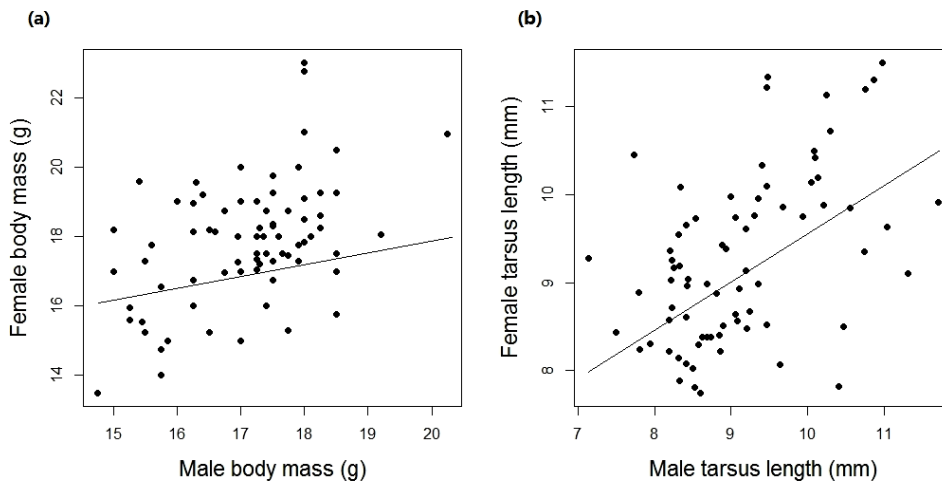 (a)
Female body mass (g)
22
20
18
16
14
15 16 17 18 19 20
Male body mass (g)
(b)
Female tarsus length (mm)
11
10
9
8
7 8 9 10 11
Male tarsus length (mm)